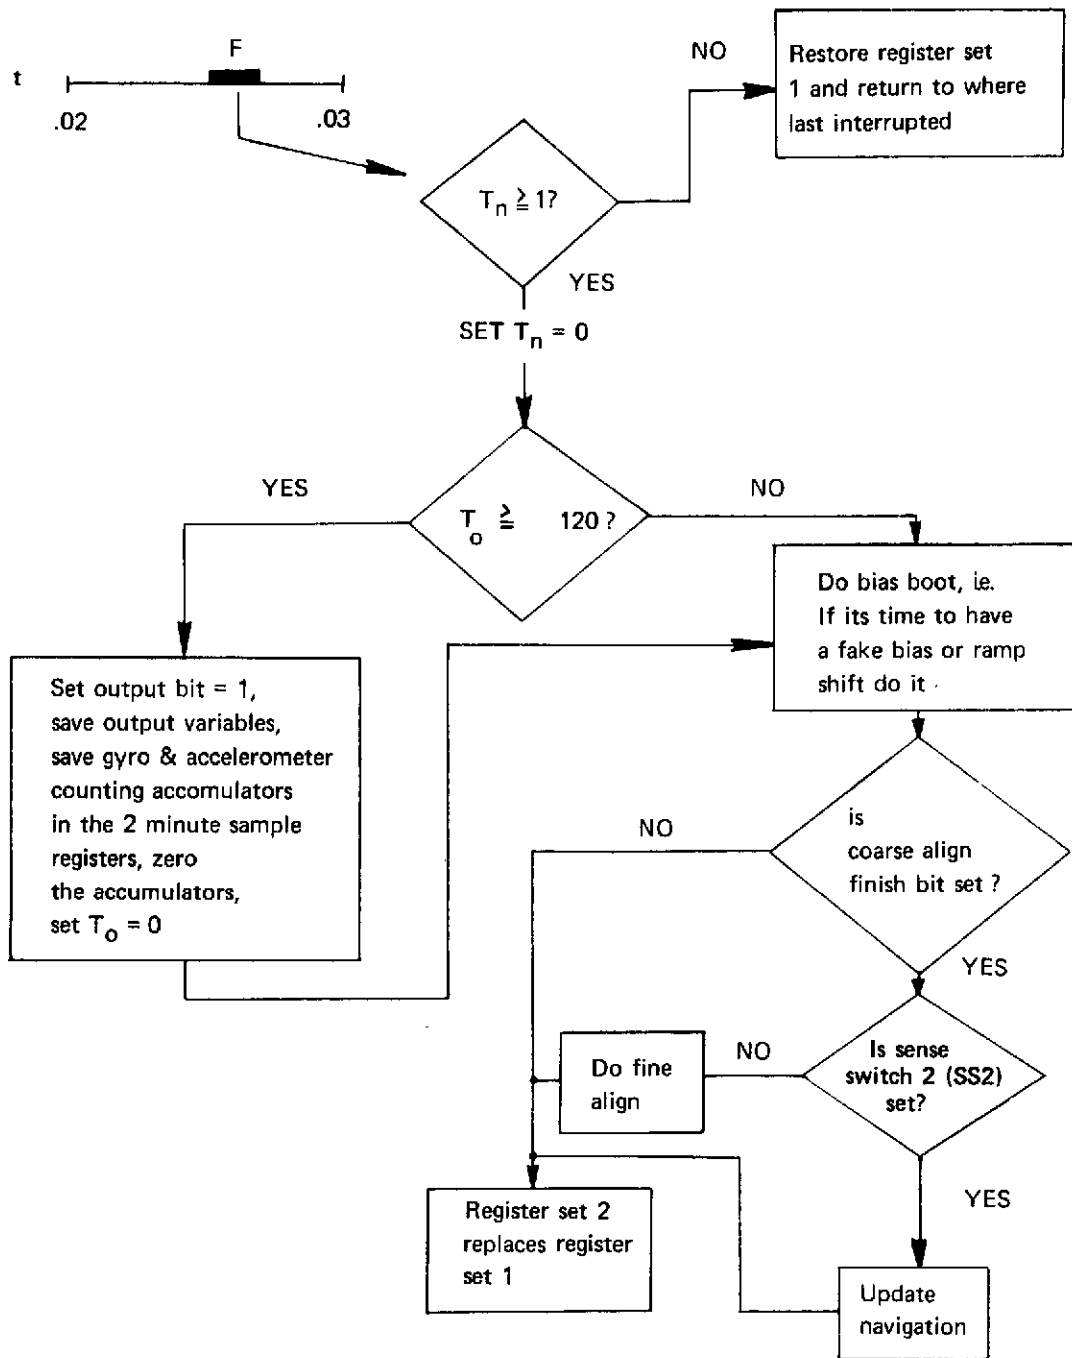 F
t
.02
.03
NO
Restore register set
1 and return to where
last interrupted
Tn ≧ 1?
YES
SET Tn = 0
YES
To ≧ 120 ?
NO
Do bias boot, ie.
If its time to have
a fake bias or ramp
shift do it
Set output bit = 1,
save output variables,
save gyro & accelerometer
counting accomulators
in the 2 minute sample
registers, zero
the accumulators,
set To = 0
NO
is
coarse align
finish bit set ?
YES
Do fine
align
NO
Is sense
switch 2 (SS2)
set?
YES
Register set 2
replaces register
set 1
Update
navigation